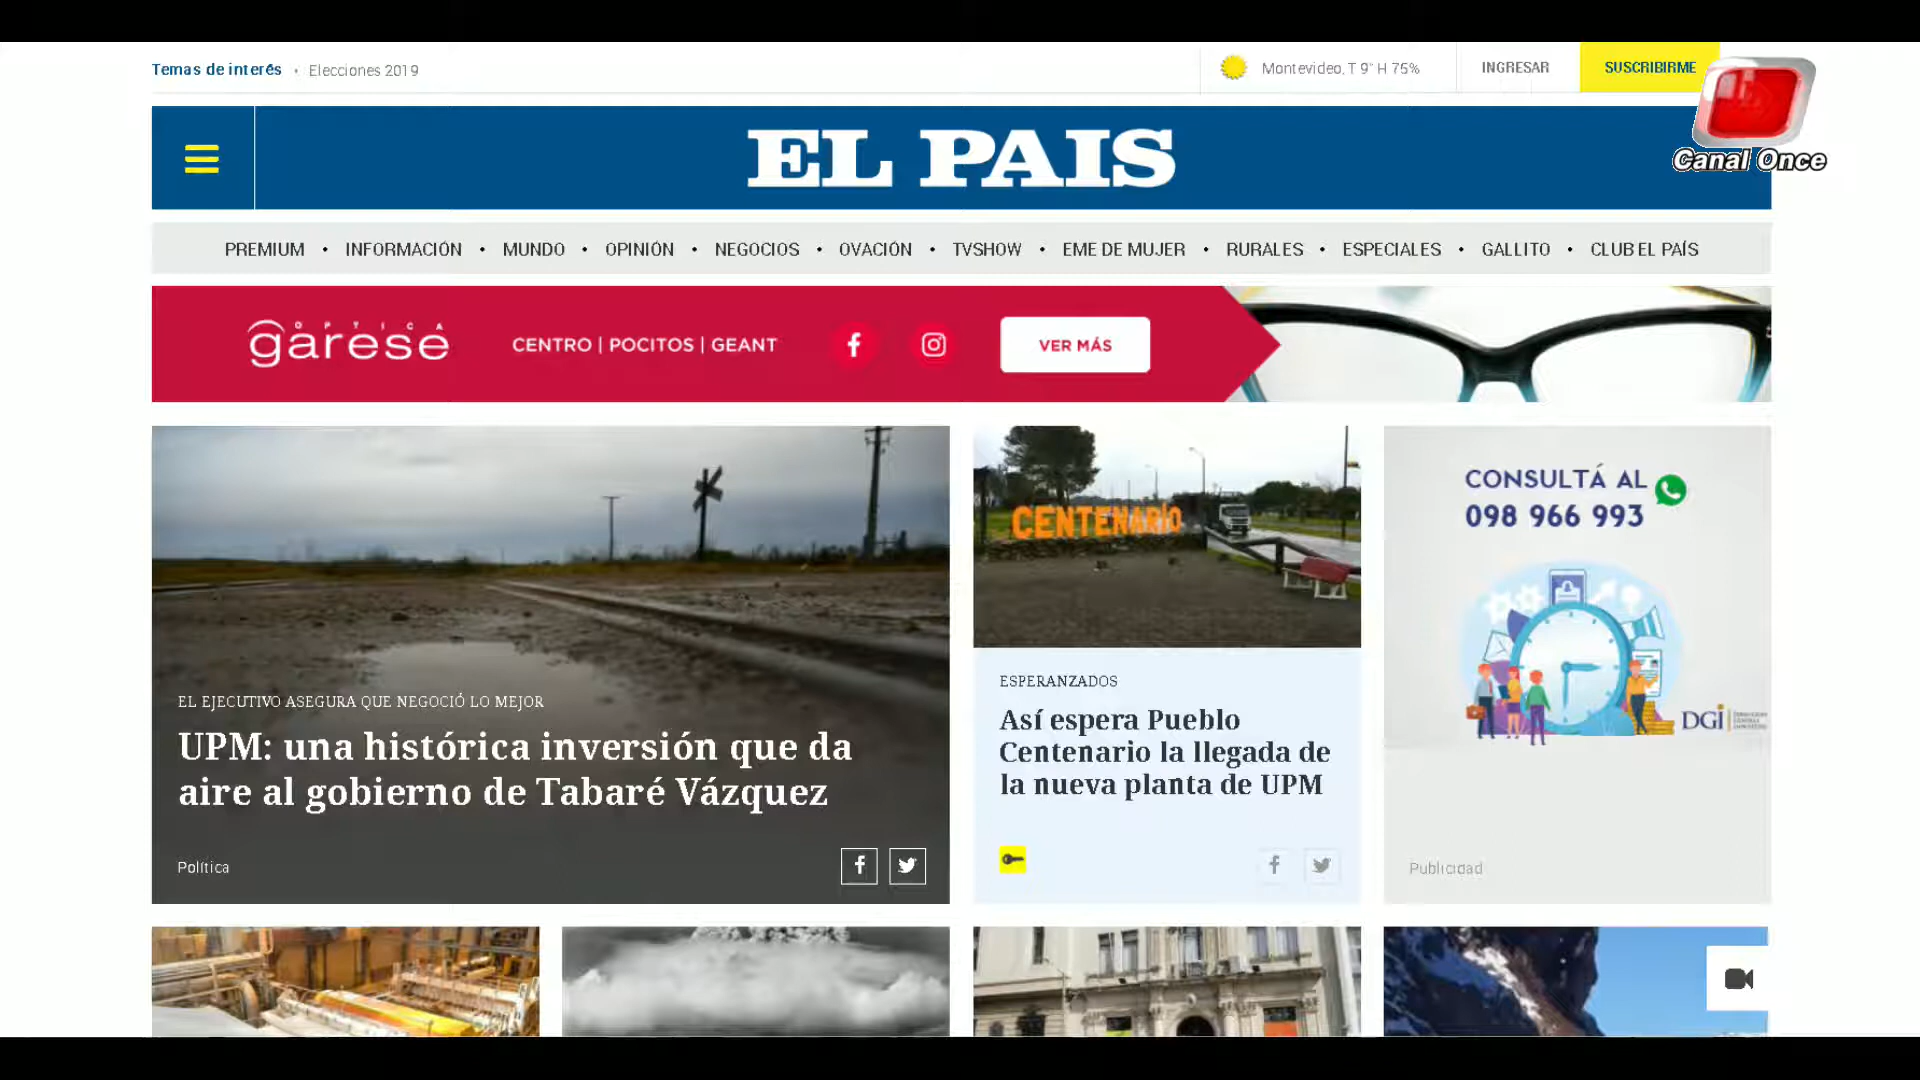 Temas de interés • Elecciones 2019
Montevideo, T 9° H 75%
INGRESAR
SUSCRIBIRME
Canal Once
EL PAIS
PREMIUM • INFORMACIÓN • MUNDO • OPINIÓN • NEGOCIOS • OVACIÓN • TVSHOW • EME DE MUJER • RURALES • ESPECIALES • GALLITO • CLUB EL PAÍS
OPTICA
garese
CENTRO | POCITOS | GEANT
VER MÁS
EL EJECUTIVO ASEGURA QUE NEGOCIÓ LO MEJOR
UPM: una histórica inversión que da
aire al gobierno de Tabaré Vázquez
Política
CENTENARIO
ESPERANZADOS
Así espera Pueblo
Centenario la llegada de
la nueva planta de UPM
CONSULTÁ AL
098 966 993
DGI
Publicidad